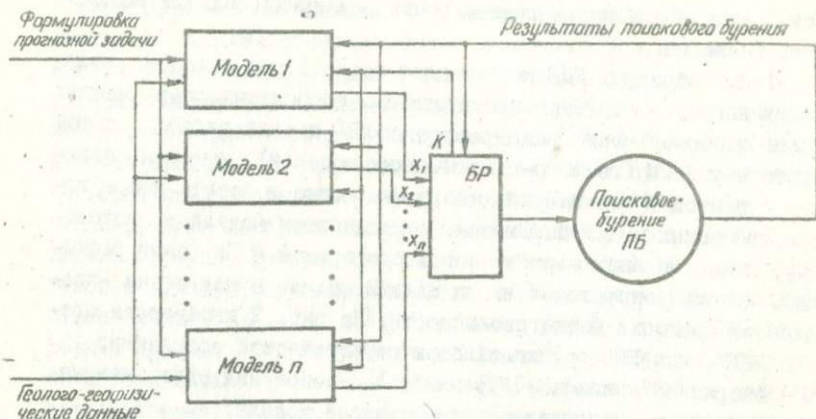 Формулировка
прогнозной задачи
Результаты поискового бурения
Модель 1
Модель 2
К
БР
X₁
X₂
Xₙ
Поисковое-
бурение
ПБ
Модель n
Геолого-геофизи-
ческие данные